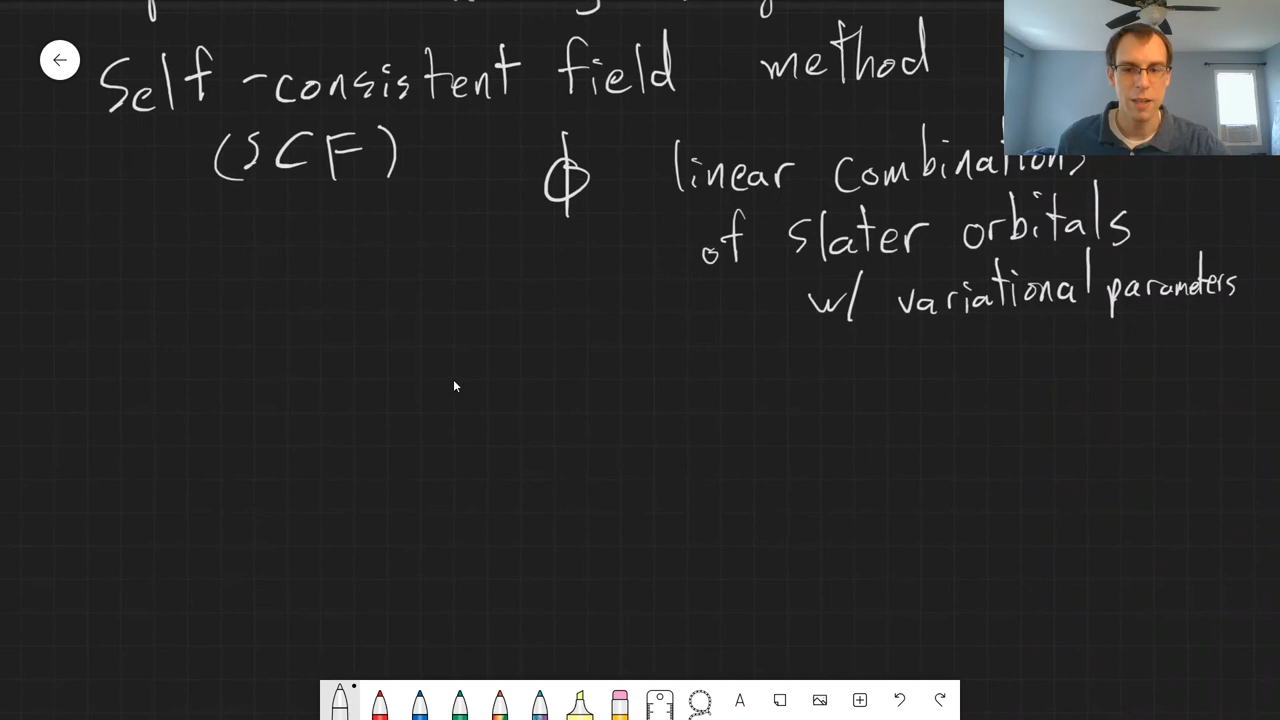 Self-consistent field method
(SCF)
ϕ linear combinations
of slater orbitals
w/ variational parameters
A